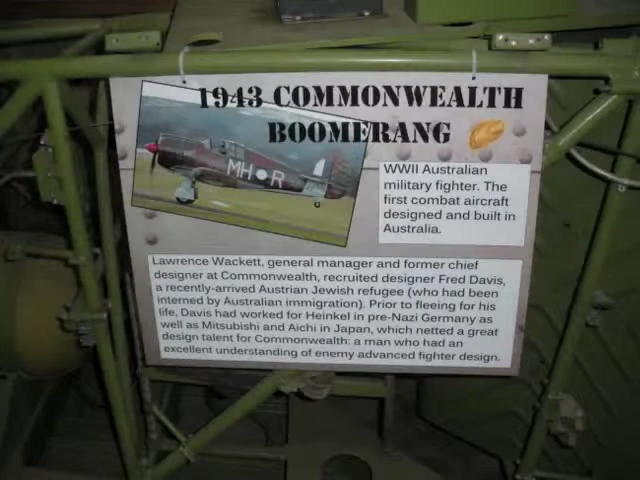 1943 COMMONWEALTH
BOOMERANG
MH R
WWII Australian
military fighter. The
first combat aircraft
designed and built in
Australia.
Lawrence Wackett, general manager and former chief
designer at Commonwealth, recruited designer Fred Davis,
a recently-arrived Austrian Jewish refugee (who had been
interned by Australian immigration). Prior to fleeing for his
life, Davis had worked for Heinkel in pre-Nazi Germany as
well as Mitsubishi and Aichi in Japan, which netted a great
design talent for Commonwealth: a man who had an
excellent understanding of enemy advanced fighter design.